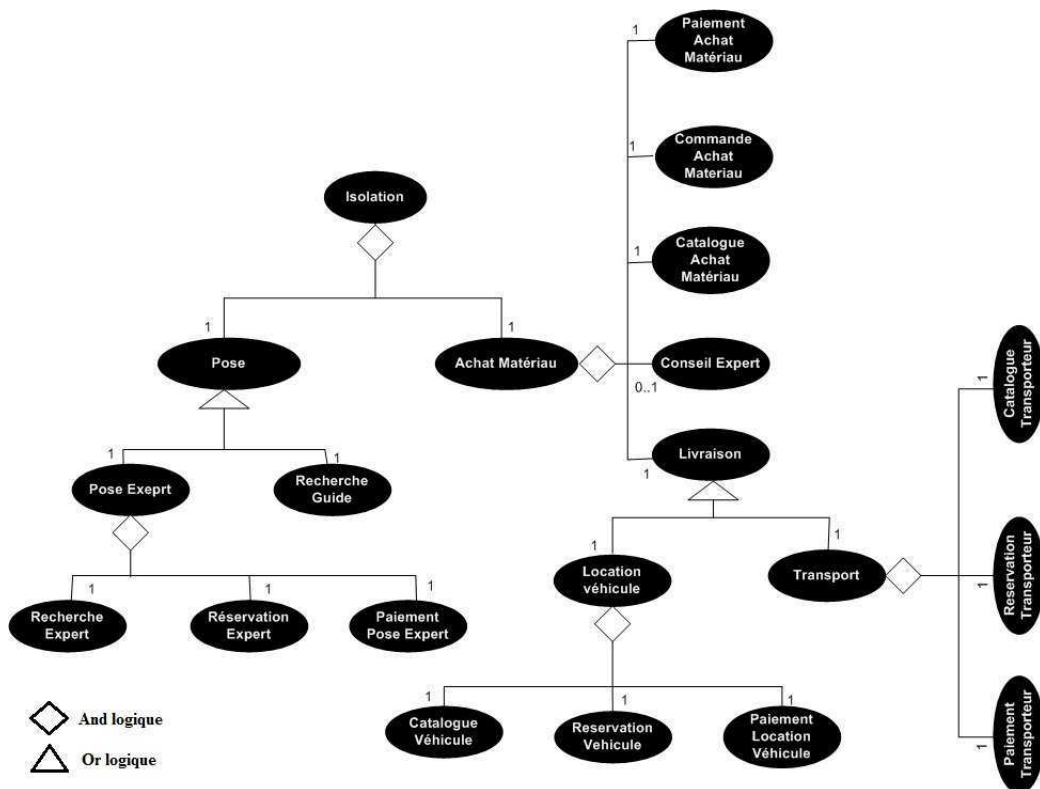 Paiement
Achat
Matériau
1
Commande
Achat
Materiau
1
Isolation
Catalogue
Achat
Matériau
1
1
Pose
1
Achat Matériau
Conseil Expert
0..1
1
Catalogue
Transporteur
Livraison
1
1
Pose Exeprt
1
Recherche
Guide
1
Location
véhicule
1
Transport
1
Reservation
Transporteur
1
Recherche
Expert
1
Réservation
Expert
1
Paiement
Pose Expert
1
Catalogue
Véhicule
1
Reservation
Vehicule
1
Paiement
Location
Véhicule
1
Paiement
Transporteur
And logique
Or logique